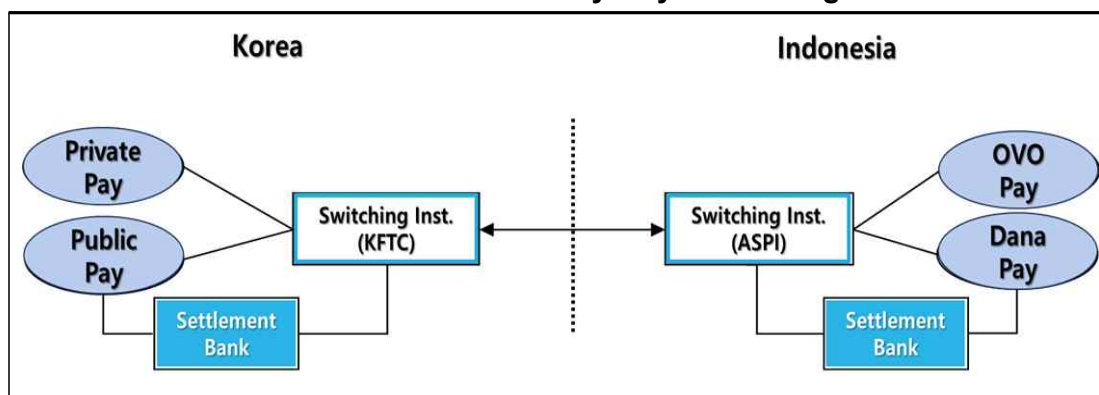 Korea
Indonesia
Private
Pay
Public
Pay
Switching Inst.
(KFTC)
Settlement
Bank
Switching Inst.
(ASPI)
OVO
Pay
Dana
Pay
Settlement
Bank